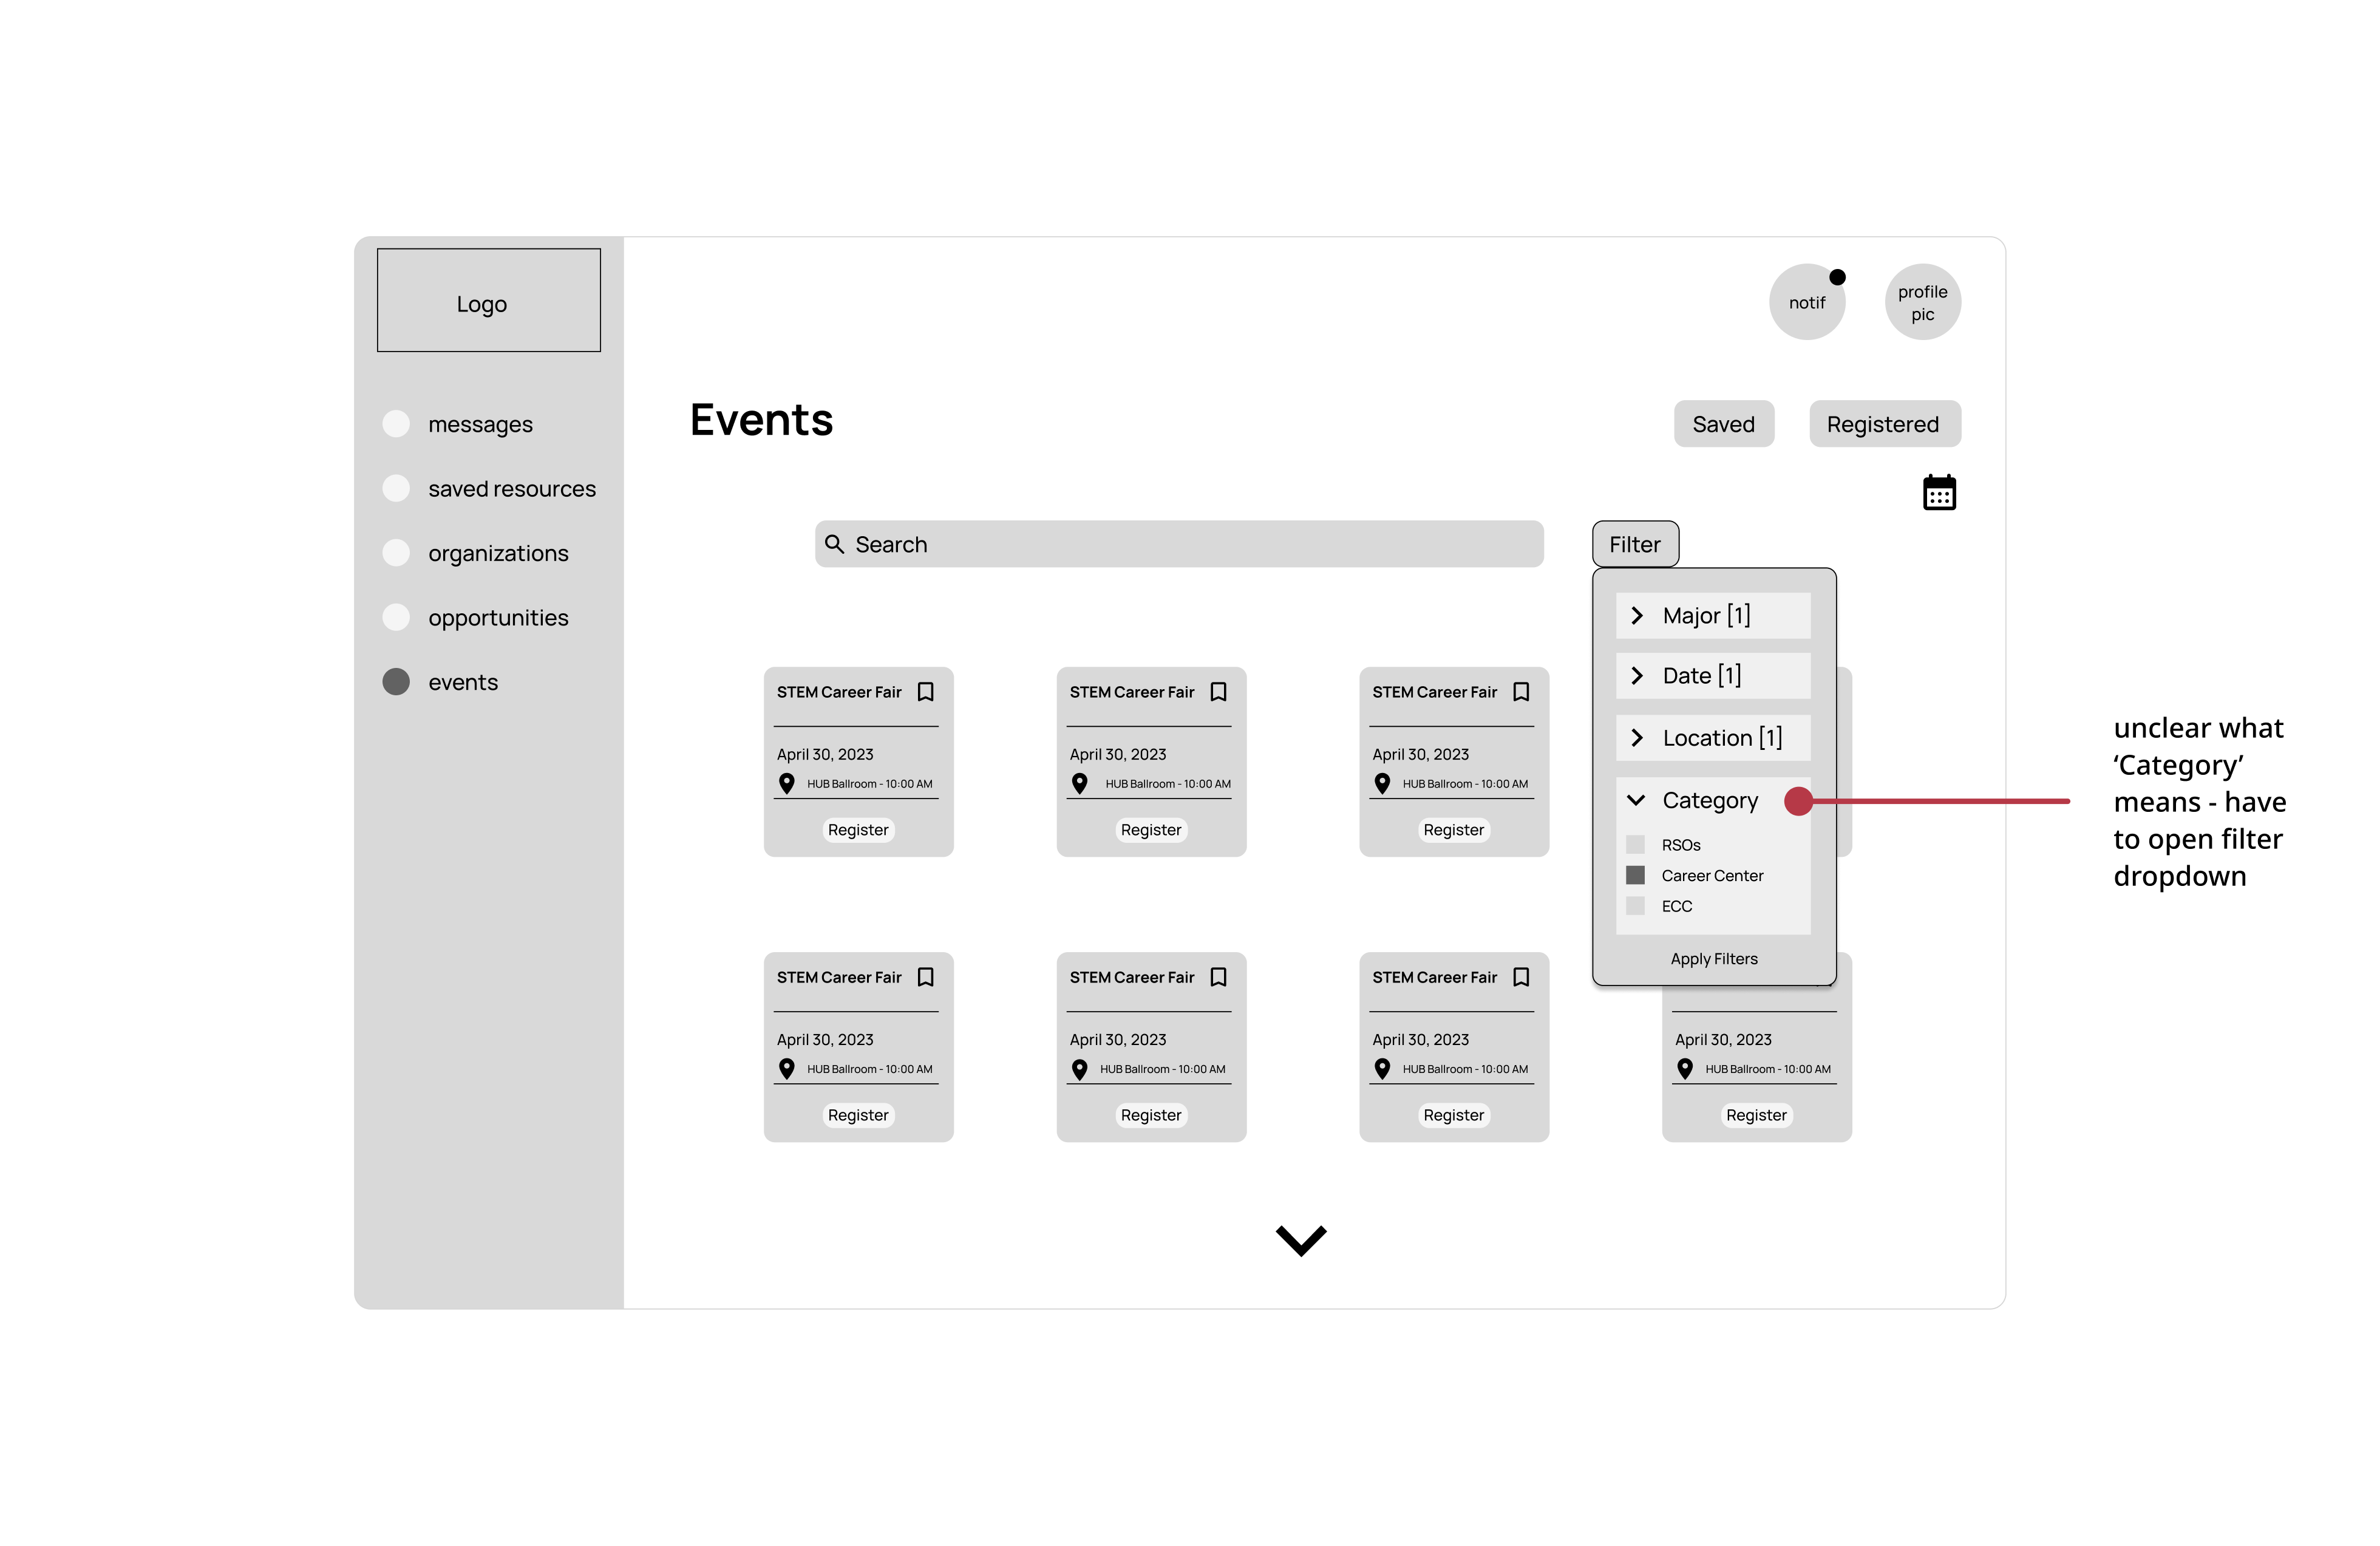 Logo
messages
saved resources
organizations
opportunities
events
notif
profile
pic
Events
Saved
Registered
Search
Filter
Major [1]
Date [1]
Location [1]
Category
RSOs
Career Center
ECC
Apply Filters
STEM Career Fair
April 30, 2023
HUB Ballroom - 10:00 AM
Register
STEM Career Fair
April 30, 2023
HUB Ballroom - 10:00 AM
Register
STEM Career Fair
April 30, 2023
HUB Ballroom - 10:00 AM
Register
STEM Career Fair
April 30, 2023
HUB Ballroom - 10:00 AM
Register
STEM Career Fair
April 30, 2023
HUB Ballroom - 10:00 AM
Register
STEM Career Fair
April 30, 2023
HUB Ballroom - 10:00 AM
Register
April 30, 2023
HUB Ballroom - 10:00 AM
Register
unclear what
‘Category’
means - have
to open filter
dropdown